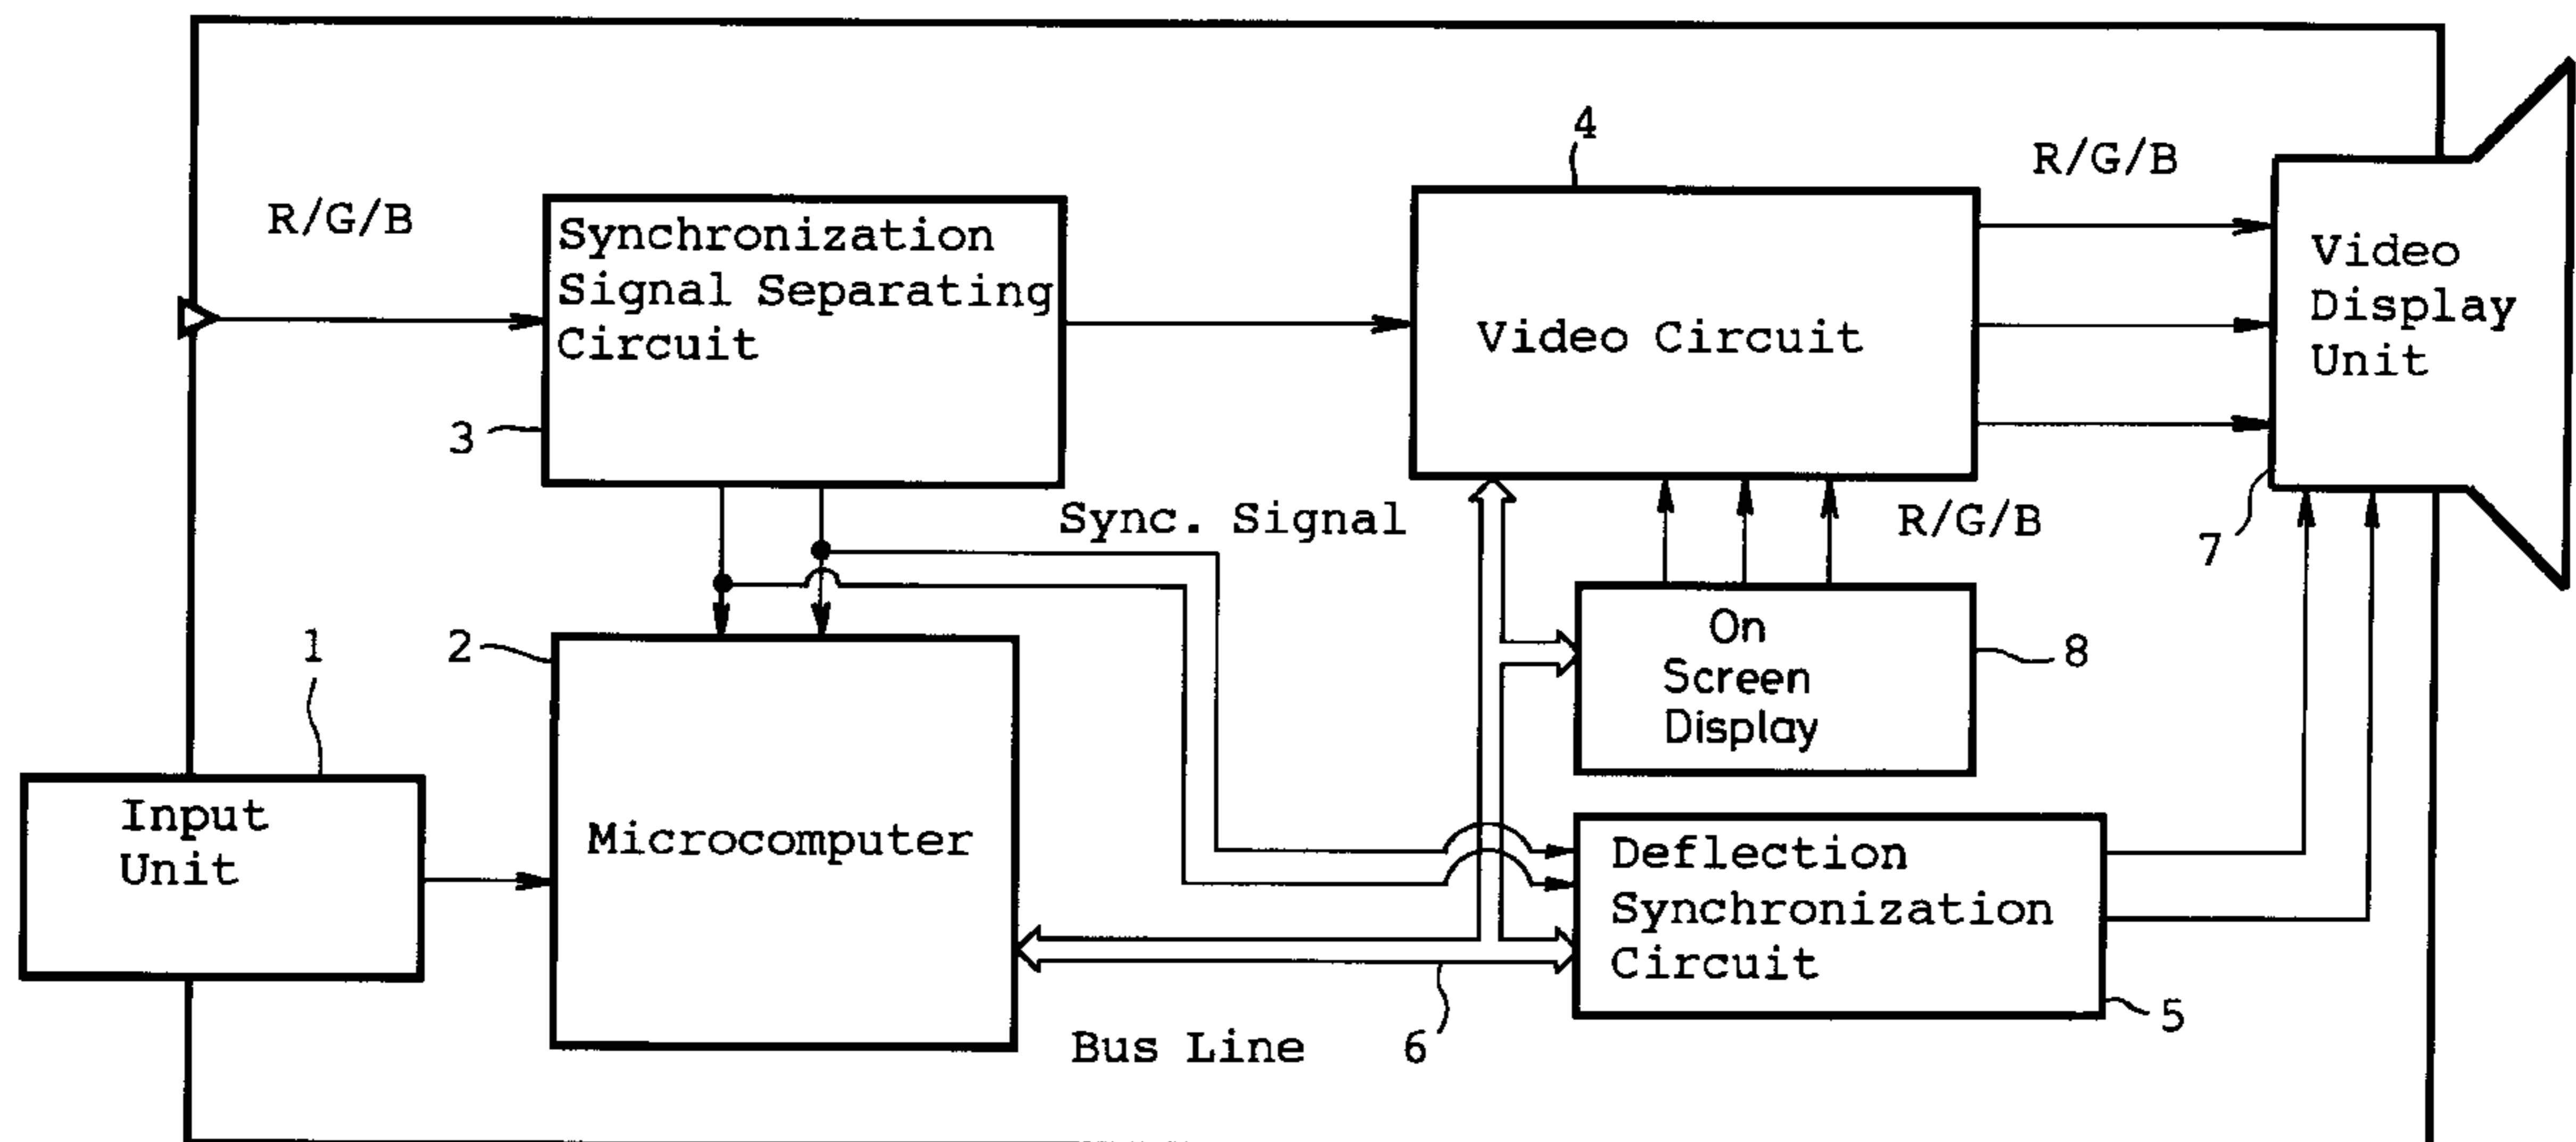 4
R/G/B
R/G/B
Synchronization
Signal Separating
Circuit
Video Circuit
Video
Display
Unit
3
Sync. Signal
R/G/B
7
1
2
On
Screen
Display
8
Input
Unit
Microcomputer
Deflection
Synchronization
Circuit
5
Bus Line
6